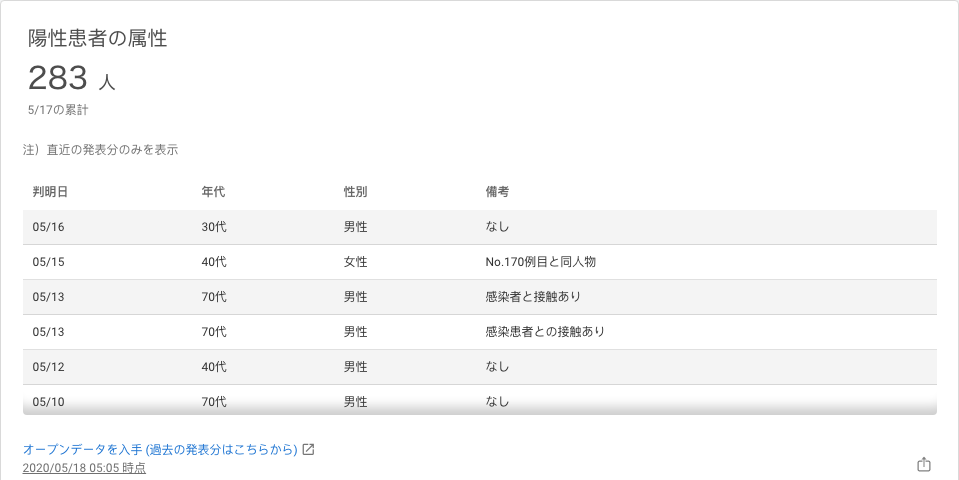 陽性患者の属性
283 人
5/17の累計
注）直近の発表分のみを表示
判明日 年代 性別 備考
05/16 30代 男性 なし
05/15 40代 女性 No.170例目と同人物
05/13 70代 男性 感染者と接触あり
05/13 70代 男性 感染患者との接触あり
05/12 40代 男性 なし
05/10 70代 男性 なし
オープンデータを入手 (過去の発表分はこちらから)
2020/05/18 05:05 時点